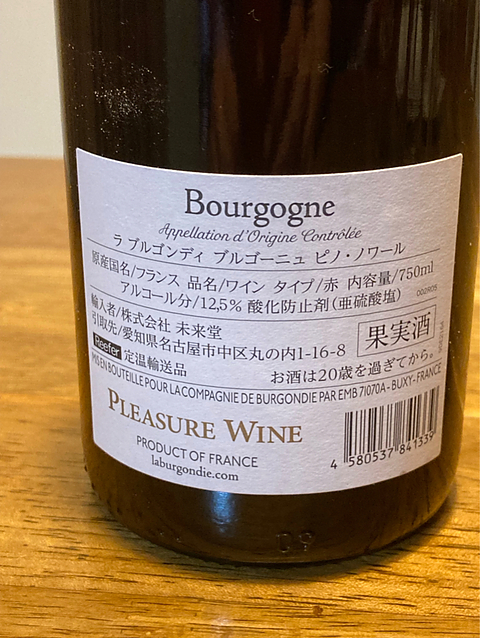 Bourgogne
Appellation d'Origine Contrôlée
ラ ブルゴンディ ブルゴーニュ ピノ・ノワール
原産国名/フランス 品名/ワイン タイプ/赤 内容量/750ml
アルコール分/12,5% 酸化防止剤(亜硫酸塩)
002R05
輸入者/株式会社 未来堂
引取先/愛知県名古屋市中区丸の内1-16-8
果実酒
Reefer 定温輸送品
お酒は20歳を過ぎてから。
MIS EN BOUTEILLE POUR LA COMPAGNIE DE BURGONDIE PAR EMB 71070A - BUXY - FRANCE
PLEASURE WINE
PRODUCT OF FRANCE
laburgondie.com
4 580537 841339